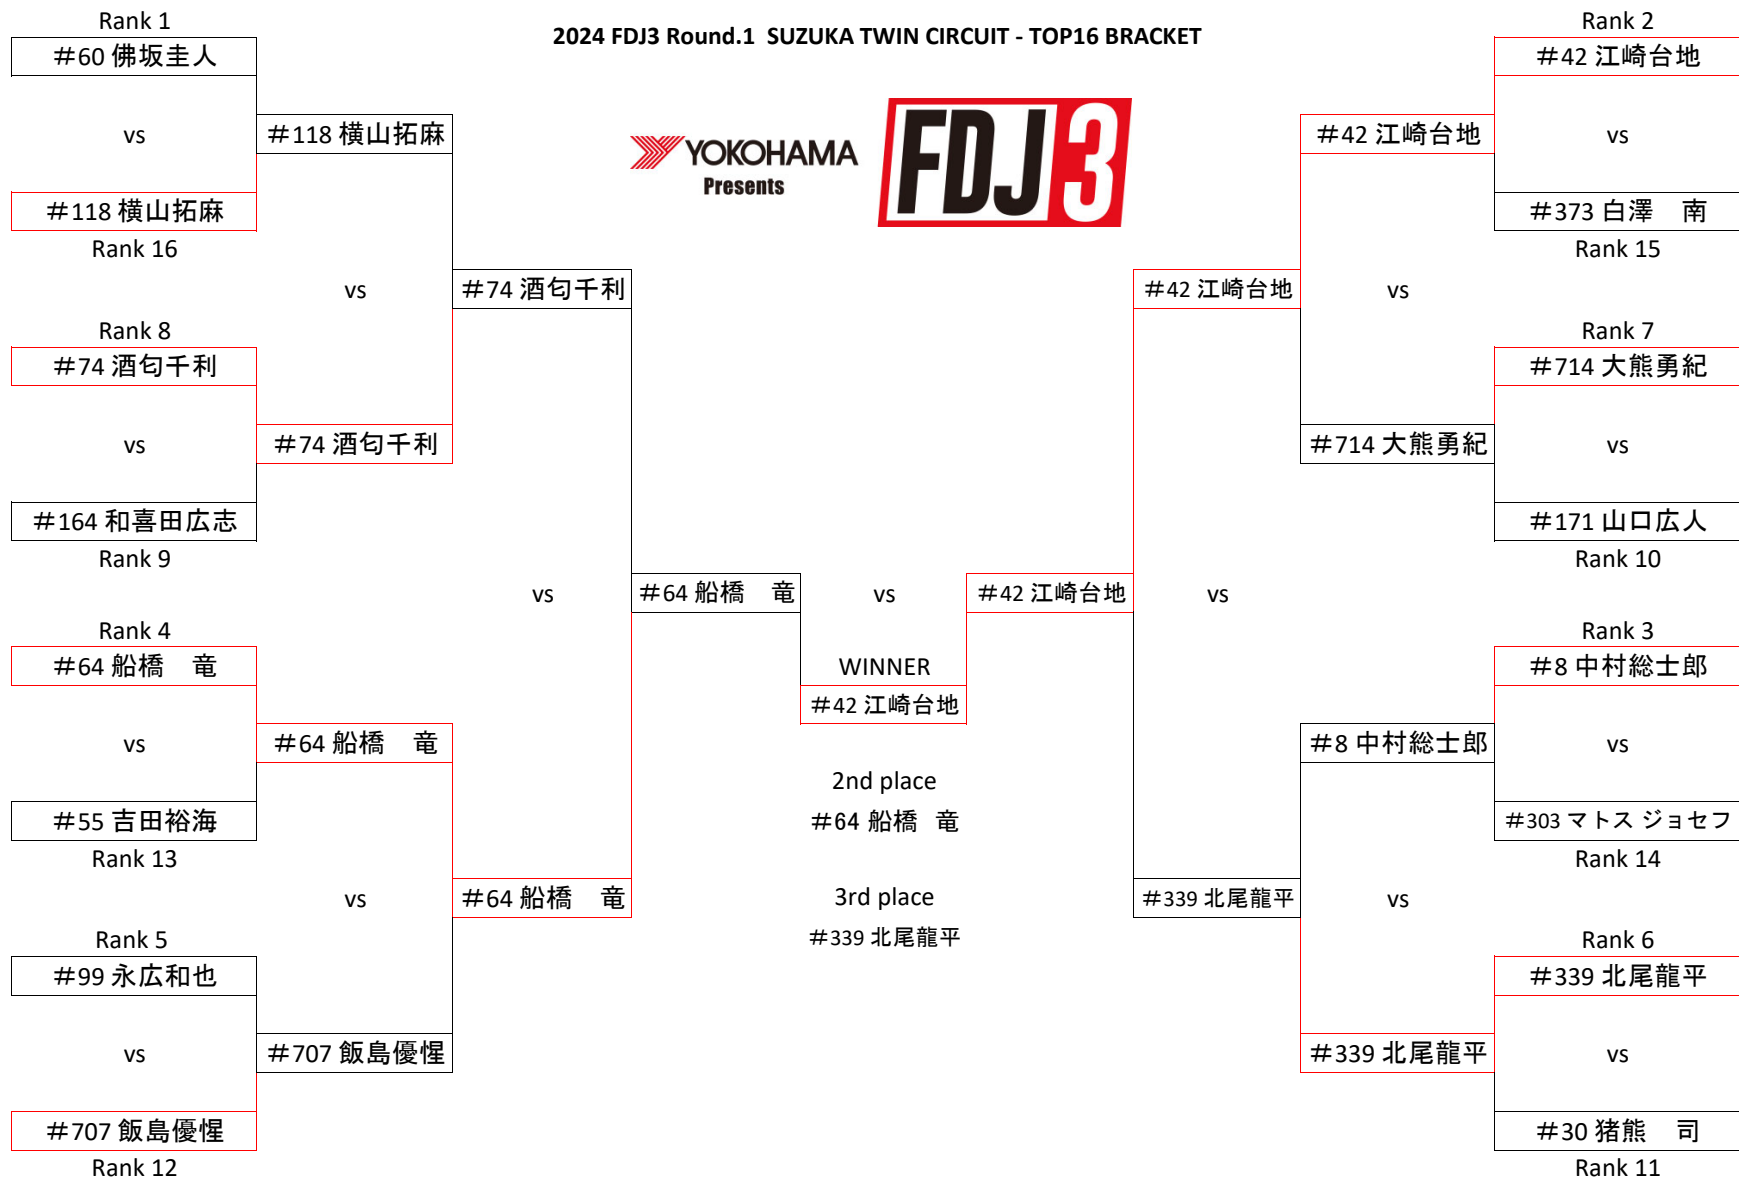 2024 FDJ3 Round.1 SUZUKA TWIN CIRCUIT - TOP16 BRACKET
YOKOHAMA
Presents
FDJ3
Rank 1
#60 佛坂圭人
vs
#118 横山拓麻
Rank 16
Rank 8
#74 酒匂千利
vs
#164 和喜田広志
Rank 9
Rank 4
#64 船橋　竜
vs
#55 吉田裕海
Rank 13
Rank 5
#99 永広和也
vs
#707 飯島優惺
Rank 12
#118 横山拓麻
vs
#74 酒匂千利
#64 船橋　竜
vs
#707 飯島優惺
#74 酒匂千利
vs
#64 船橋　竜
#64 船橋　竜
vs
#42 江崎台地
WINNER
#42 江崎台地
2nd place
#64 船橋 竜
3rd place
#339 北尾龍平
#42 江崎台地
vs
#339 北尾龍平
#42 江崎台地
vs
#714 大熊勇紀
#8 中村総士郎
vs
#339 北尾龍平
Rank 2
#42 江崎台地
vs
#373 白澤　南
Rank 15
Rank 7
#714 大熊勇紀
vs
#171 山口広人
Rank 10
Rank 3
#8 中村総士郎
vs
#303 マトス ジョセフ
Rank 14
Rank 6
#339 北尾龍平
vs
#30 猪熊　司
Rank 11